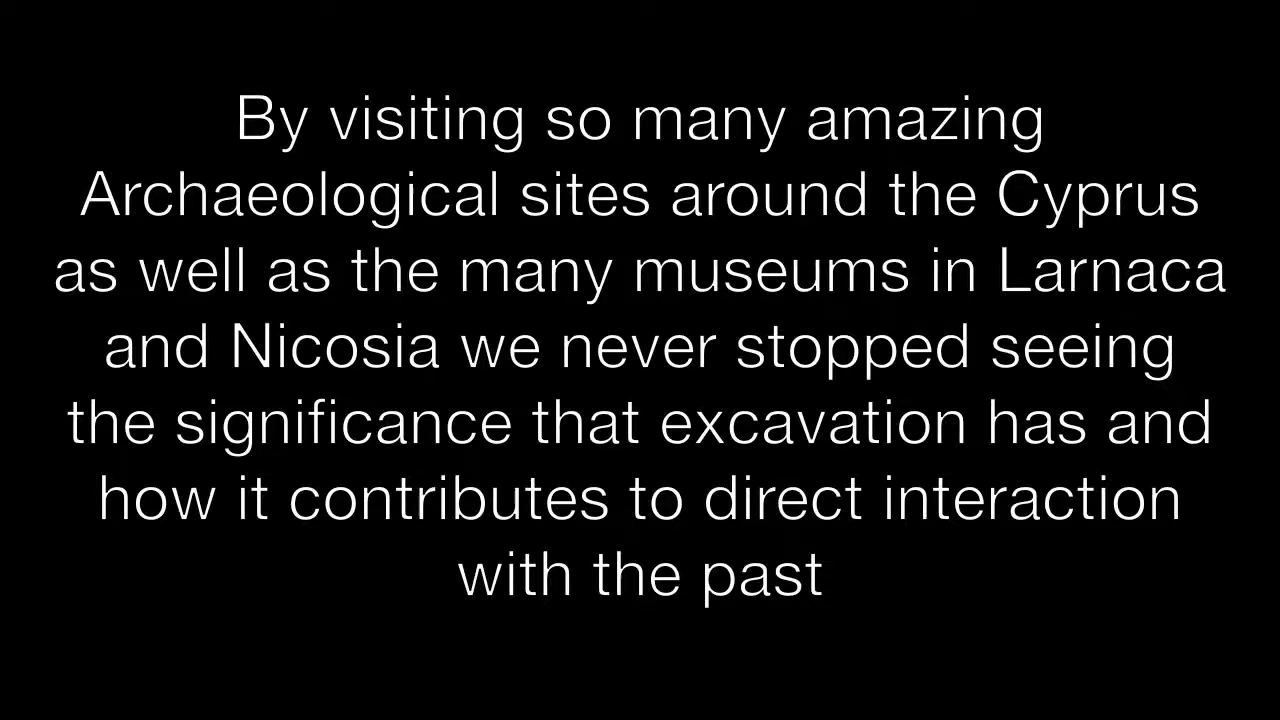 By visiting so many amazing
Archaeological sites around the Cyprus
as well as the many museums in Larnaca
and Nicosia we never stopped seeing
the significance that excavation has and
how it contributes to direct interaction
with the past